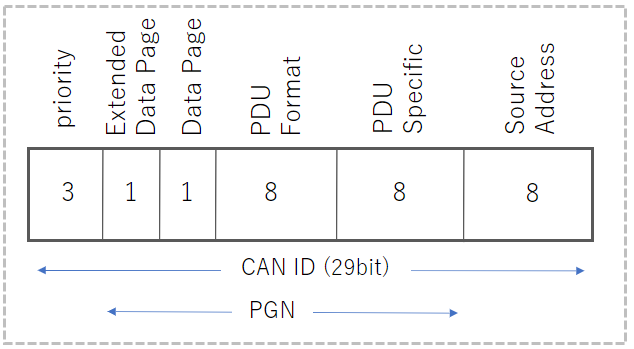 priority
Extended
Data Page
Data Page
PDU
Format
PDU
Specific
Source
Address
3
1
1
8
8
8
CAN ID (29bit)
PGN